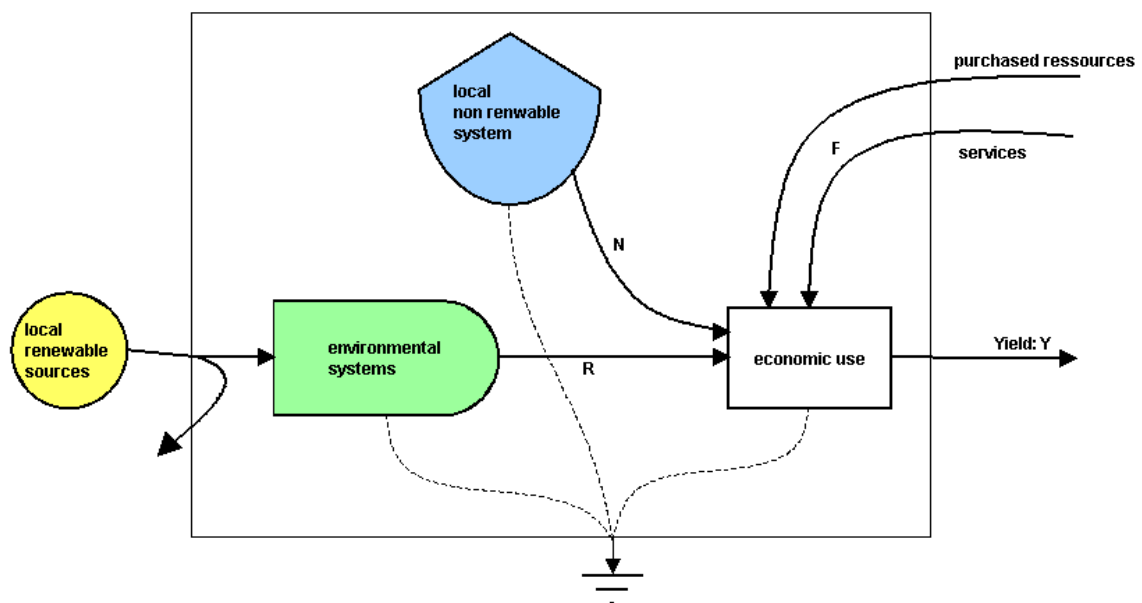 purchased ressources
local
non renwable
system
F
services
N
local
renewable
sources
environmental
systems
R
economic use
Yield: Y